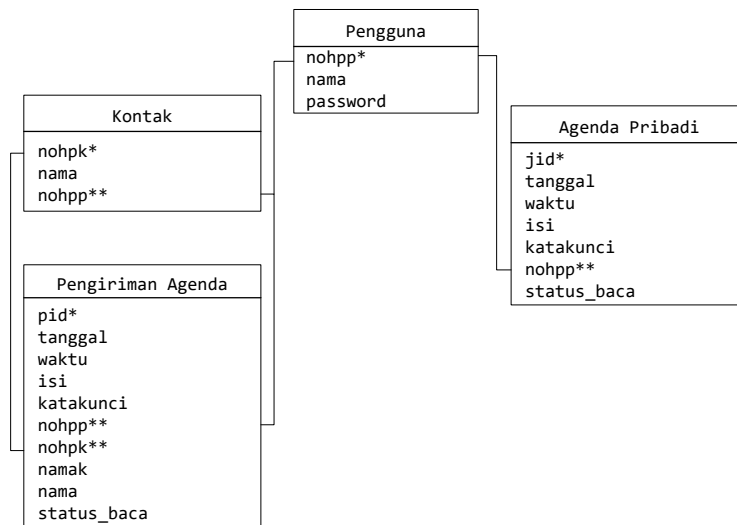 Pengguna
nohpp*
nama
password
Kontak
nohpk*
nama
nohpp**
Agenda Pribadi
jid*
tanggal
waktu
isi
katakunci
nohpp**
status_baca
Pengiriman Agenda
pid*
tanggal
waktu
isi
katakunci
nohpp**
nohpk**
namak
nama
status_baca